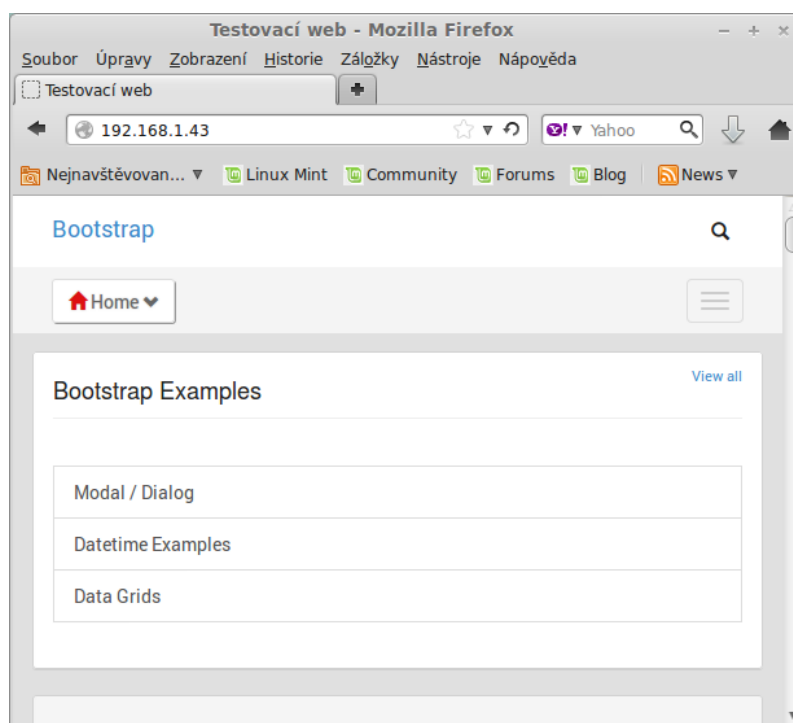 Testovací web - Mozilla Firefox
Soubor Úpravy Zobrazení Historie Záložky Nástroje Nápověda
Testovací web
192.168.1.43 Yahoo
Nejnavštěvovan... Linux Mint Community Forums Blog News
Bootstrap
Home
Bootstrap Examples View all
Modal / Dialog
Datetime Examples
Data Grids